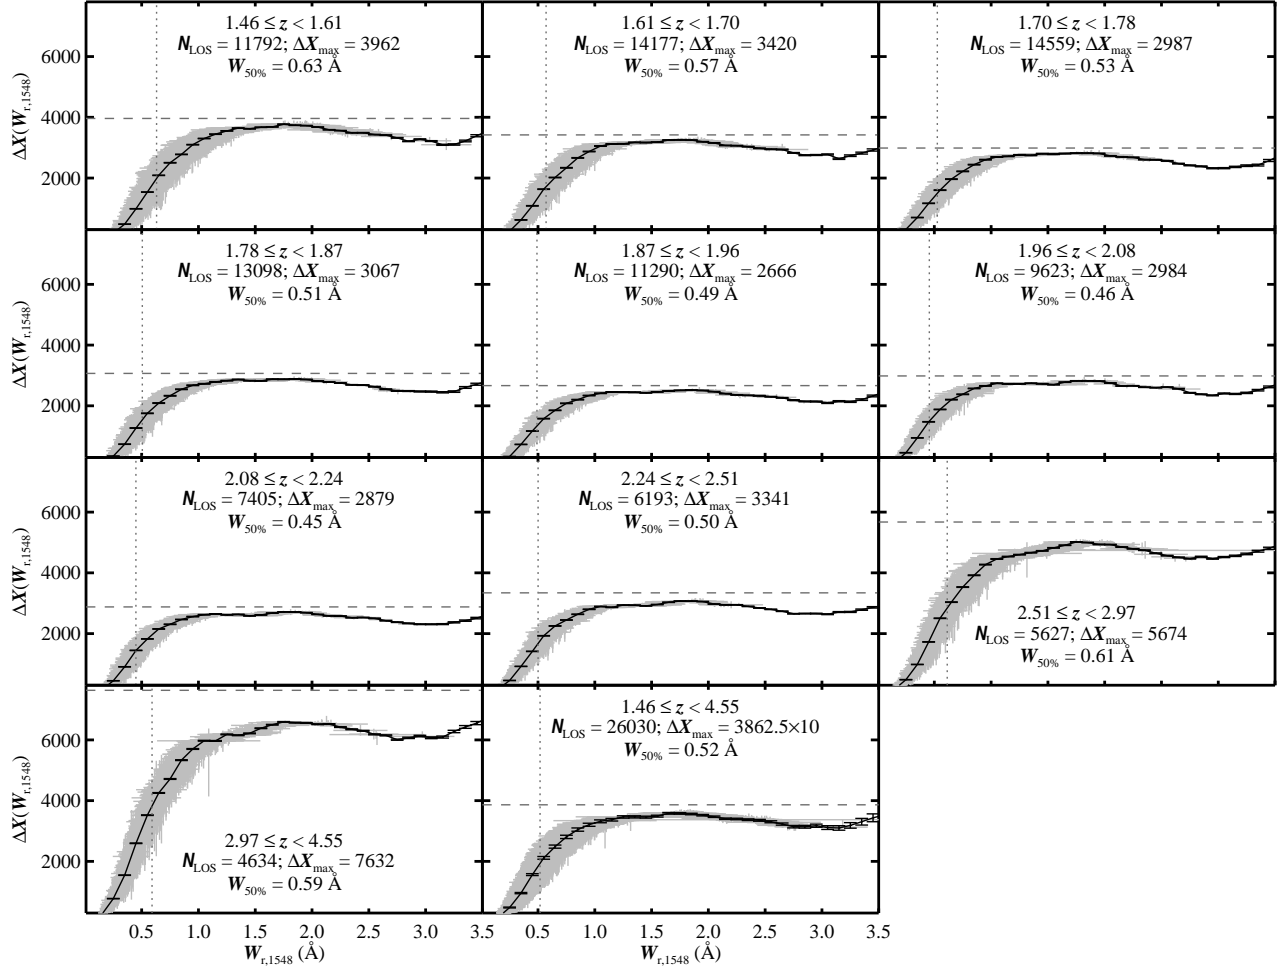 1.46 ≤ z < 1.61
N_LOS = 11792; ΔX_max = 3962
W_50% = 0.63 Å
1.61 ≤ z < 1.70
N_LOS = 14177; ΔX_max = 3420
W_50% = 0.57 Å
1.70 ≤ z < 1.78
N_LOS = 14559; ΔX_max = 2987
W_50% = 0.53 Å
6000
4000
2000
ΔX(W_r,1548)
1.78 ≤ z < 1.87
N_LOS = 13098; ΔX_max = 3067
W_50% = 0.51 Å
1.87 ≤ z < 1.96
N_LOS = 11290; ΔX_max = 2666
W_50% = 0.49 Å
1.96 ≤ z < 2.08
N_LOS = 9623; ΔX_max = 2984
W_50% = 0.46 Å
6000
4000
2000
ΔX(W_r,1548)
2.08 ≤ z < 2.24
N_LOS = 7405; ΔX_max = 2879
W_50% = 0.45 Å
2.24 ≤ z < 2.51
N_LOS = 6193; ΔX_max = 3341
W_50% = 0.50 Å
2.51 ≤ z < 2.97
N_LOS = 5627; ΔX_max = 5674
W_50% = 0.61 Å
6000
4000
2000
ΔX(W_r,1548)
2.97 ≤ z < 4.55
N_LOS = 4634; ΔX_max = 7632
W_50% = 0.59 Å
1.46 ≤ z < 4.55
N_LOS = 26030; ΔX_max = 3862.5×10
W_50% = 0.52 Å
6000
4000
2000
ΔX(W_r,1548)
0.5 1.0 1.5 2.0 2.5 3.0 3.5
0.5 1.0 1.5 2.0 2.5 3.0 3.5
W_r,1548 (Å)
W_r,1548 (Å)